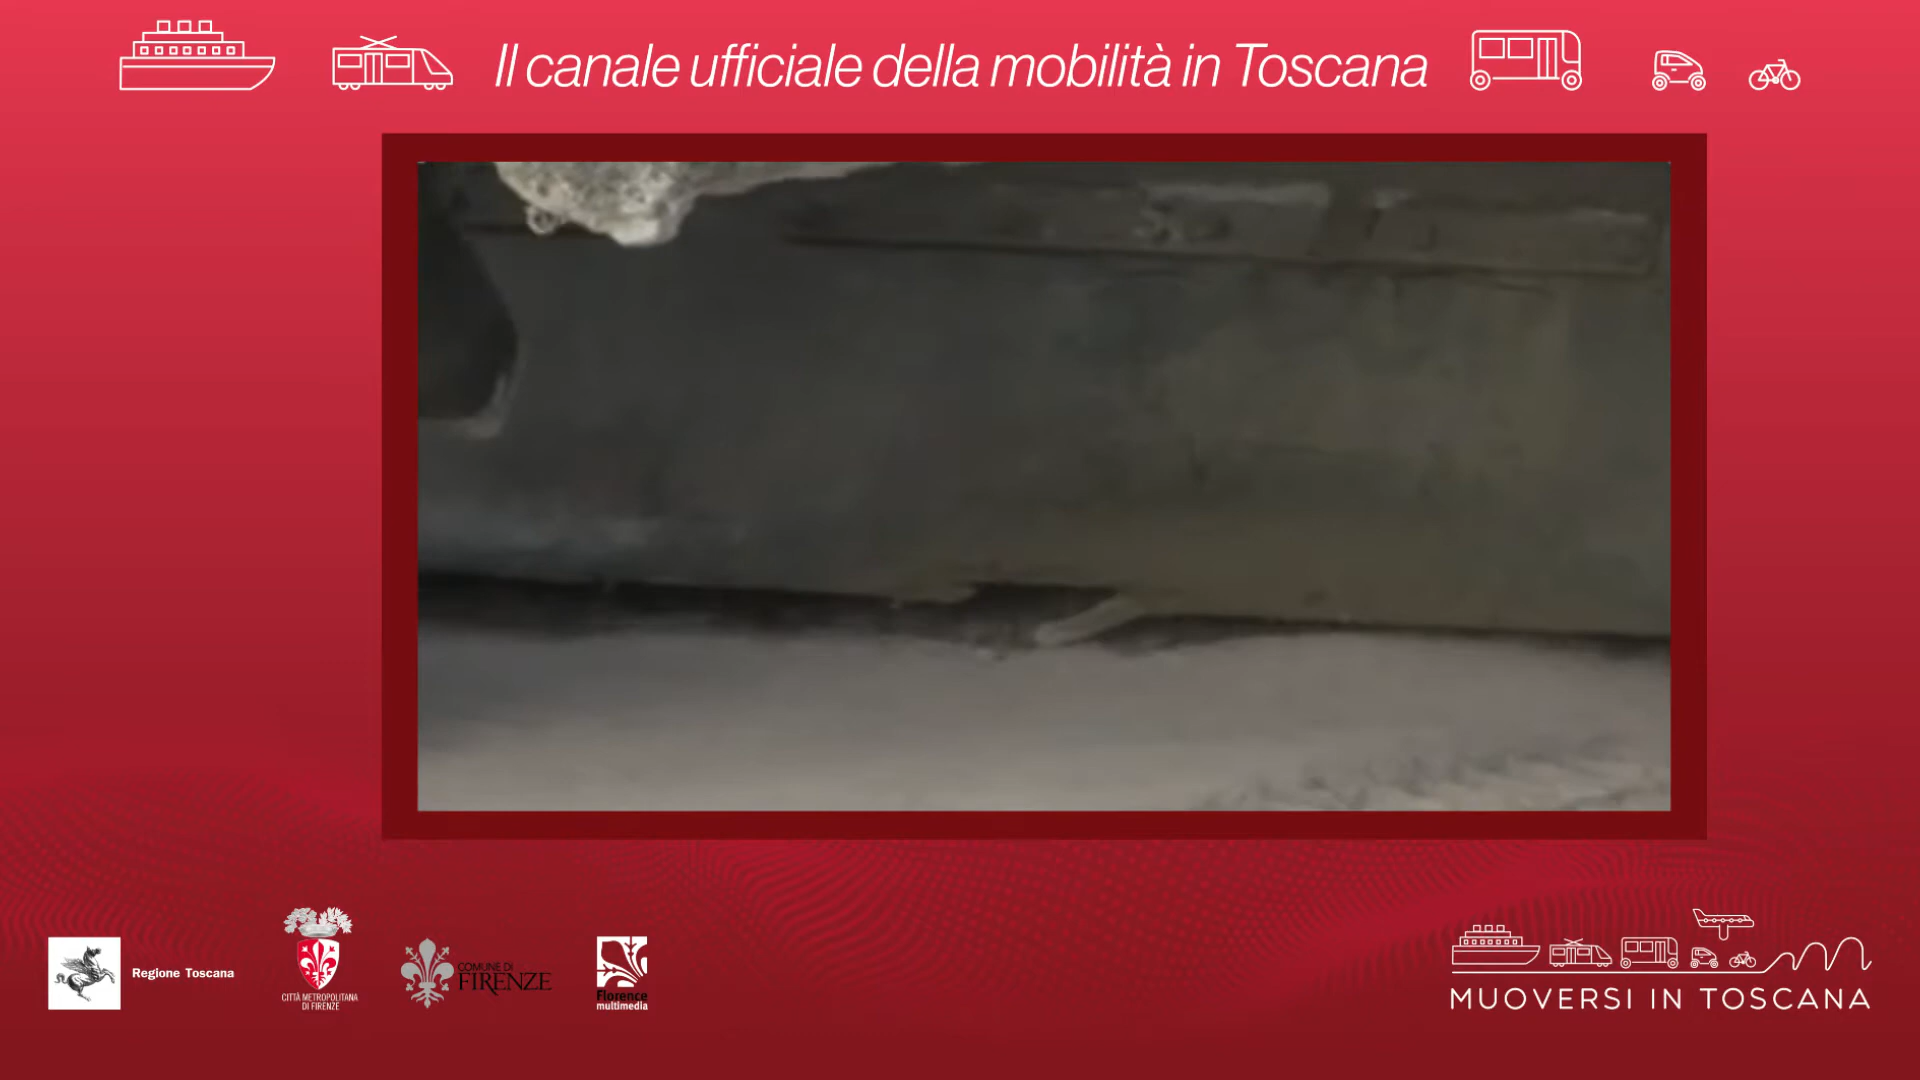 Il canale ufficiale della mobilità in Toscana
Regione Toscana
CITTÀ METROPOLITANA
DI FIRENZE
COMUNE DI
FIRENZE
Florence
multimedia
MUOVERSI IN TOSCANA